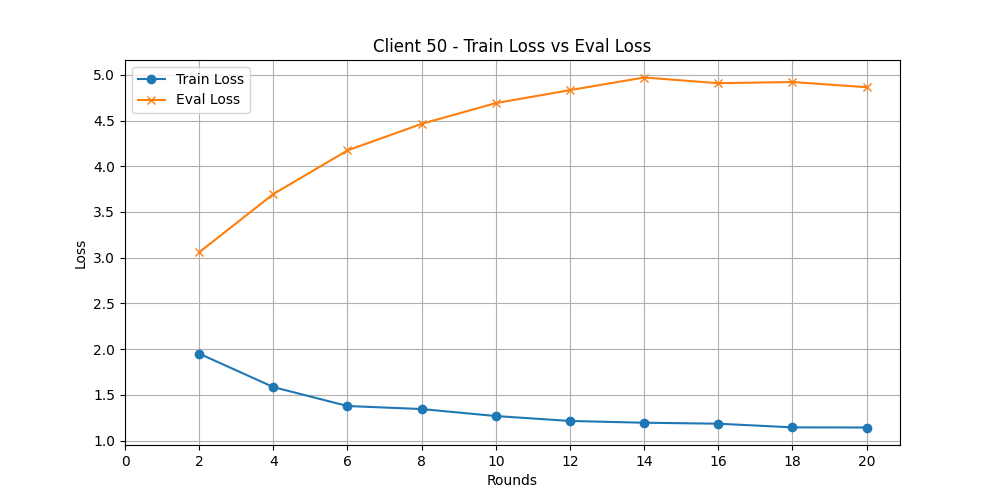 Client 50 - Train Loss vs Eval Loss
Train Loss
Eval Loss
5.0
4.5
4.0
3.5
3.0
2.5
2.0
1.5
1.0
Loss
0 2 4 6 8 10 12 14 16 18 20
Rounds